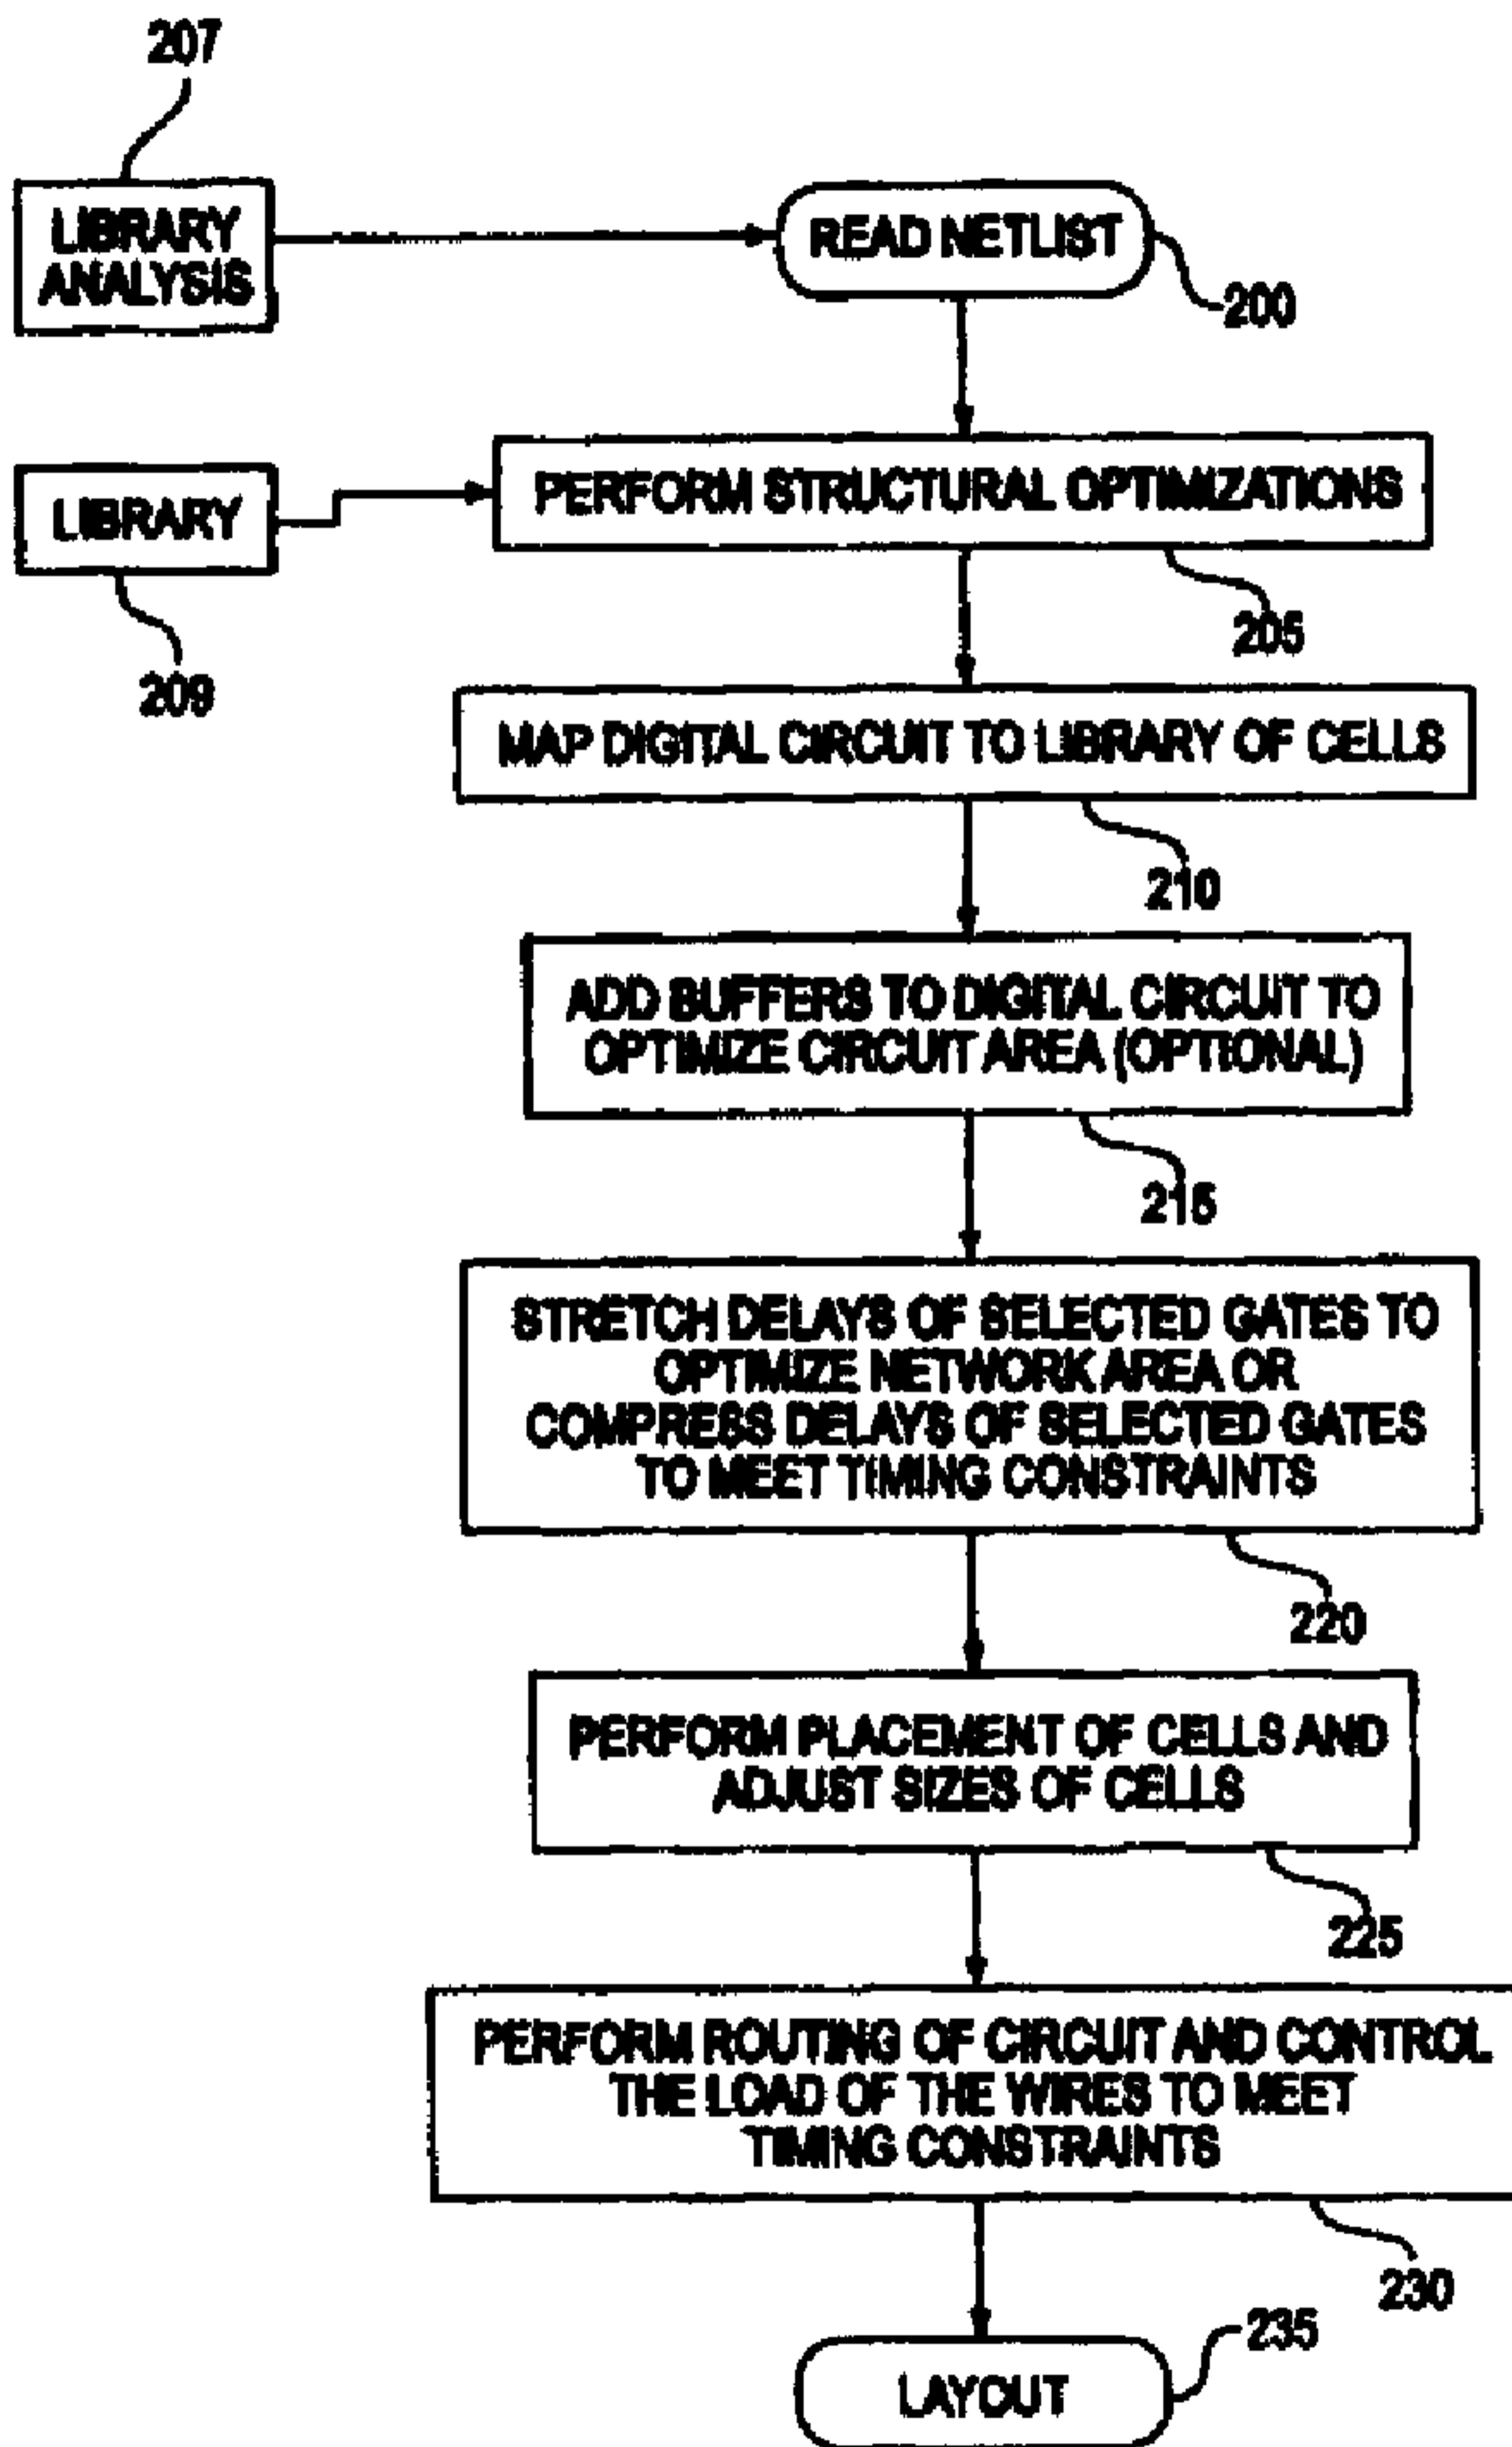 207
LIBRARY
ANALYSIS
READ NETLIST
200
LIBRARY
209
PERFORM STRUCTURAL OPTIMIZATIONS
205
MAP DIGITAL CIRCUIT TO LIBRARY OF CELLS
210
ADD BUFFERS TO DIGITAL CIRCUIT TO
OPTIMIZE CIRCUIT AREA (OPTIONAL)
215
STRETCH DELAYS OF SELECTED GATES TO
OPTIMIZE NETWORK AREA OR
COMPRESS DELAYS OF SELECTED GATES
TO MEET TIMING CONSTRAINTS
220
PERFORM PLACEMENT OF CELLS AND
ADJUST SIZES OF CELLS
225
PERFORM ROUTING OF CIRCUIT AND CONTROL
THE LOAD OF THE WIRES TO MEET
TIMING CONSTRAINTS
230
235
LAYOUT